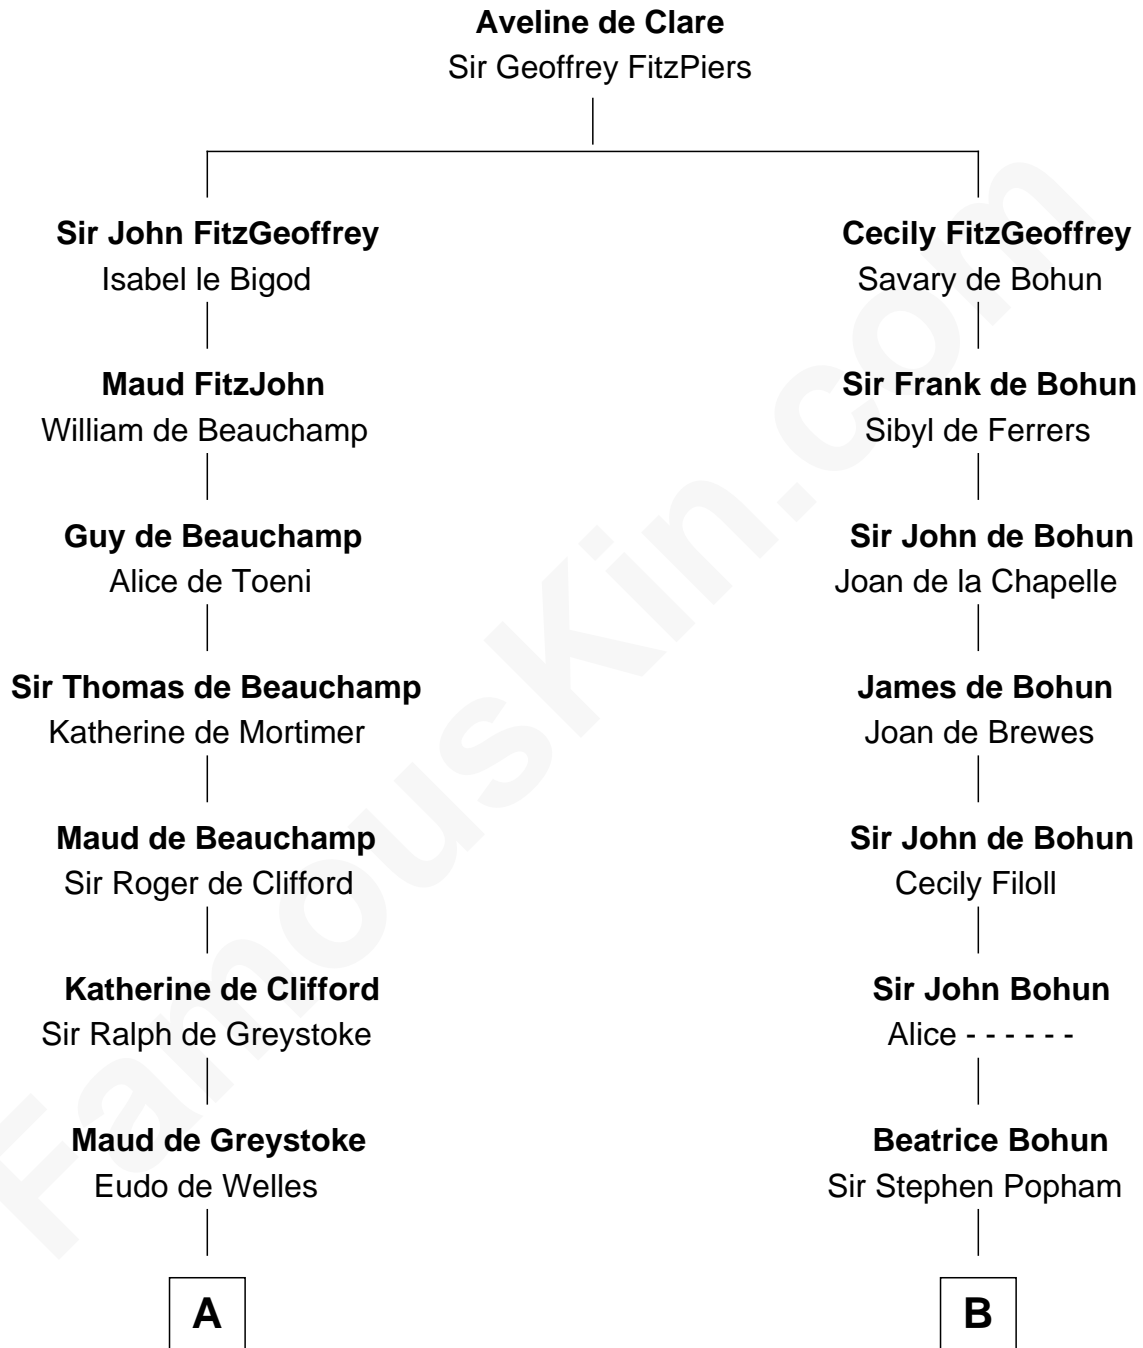 Aveline de Clare
Sir Geoffrey FitzPiers
Sir John FitzGeoffrey
Isabel le Bigod
Maud FitzJohn
William de Beauchamp
Guy de Beauchamp
Alice de Toeni
Sir Thomas de Beauchamp
Katherine de Mortimer
Maud de Beauchamp
Sir Roger de Clifford
Katherine de Clifford
Sir Ralph de Greystoke
Maud de Greystoke
Eudo de Welles
A
Cecily FitzGeoffrey
Savary de Bohun
Sir Frank de Bohun
Sibyl de Ferrers
Sir John de Bohun
Joan de la Chapelle
James de Bohun
Joan de Brewes
Sir John de Bohun
Cecily Filoll
Sir John Bohun
Alice - - - - - -
Beatrice Bohun
Sir Stephen Popham
B
FamousKin.com